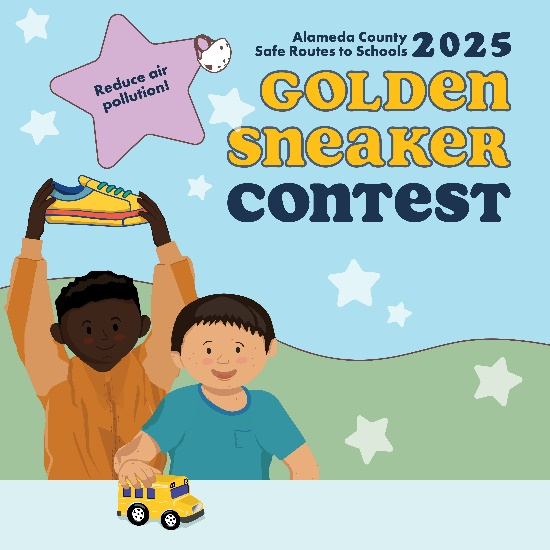 Reduce air
pollution!
Alameda County
Safe Routes to Schools 2025
GOLDEN
SNEAKER
CONTEST